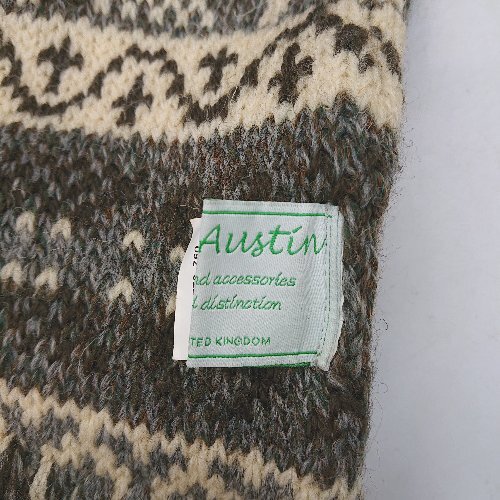 Austin
nd accessories
d distinction
TED KINGDOM